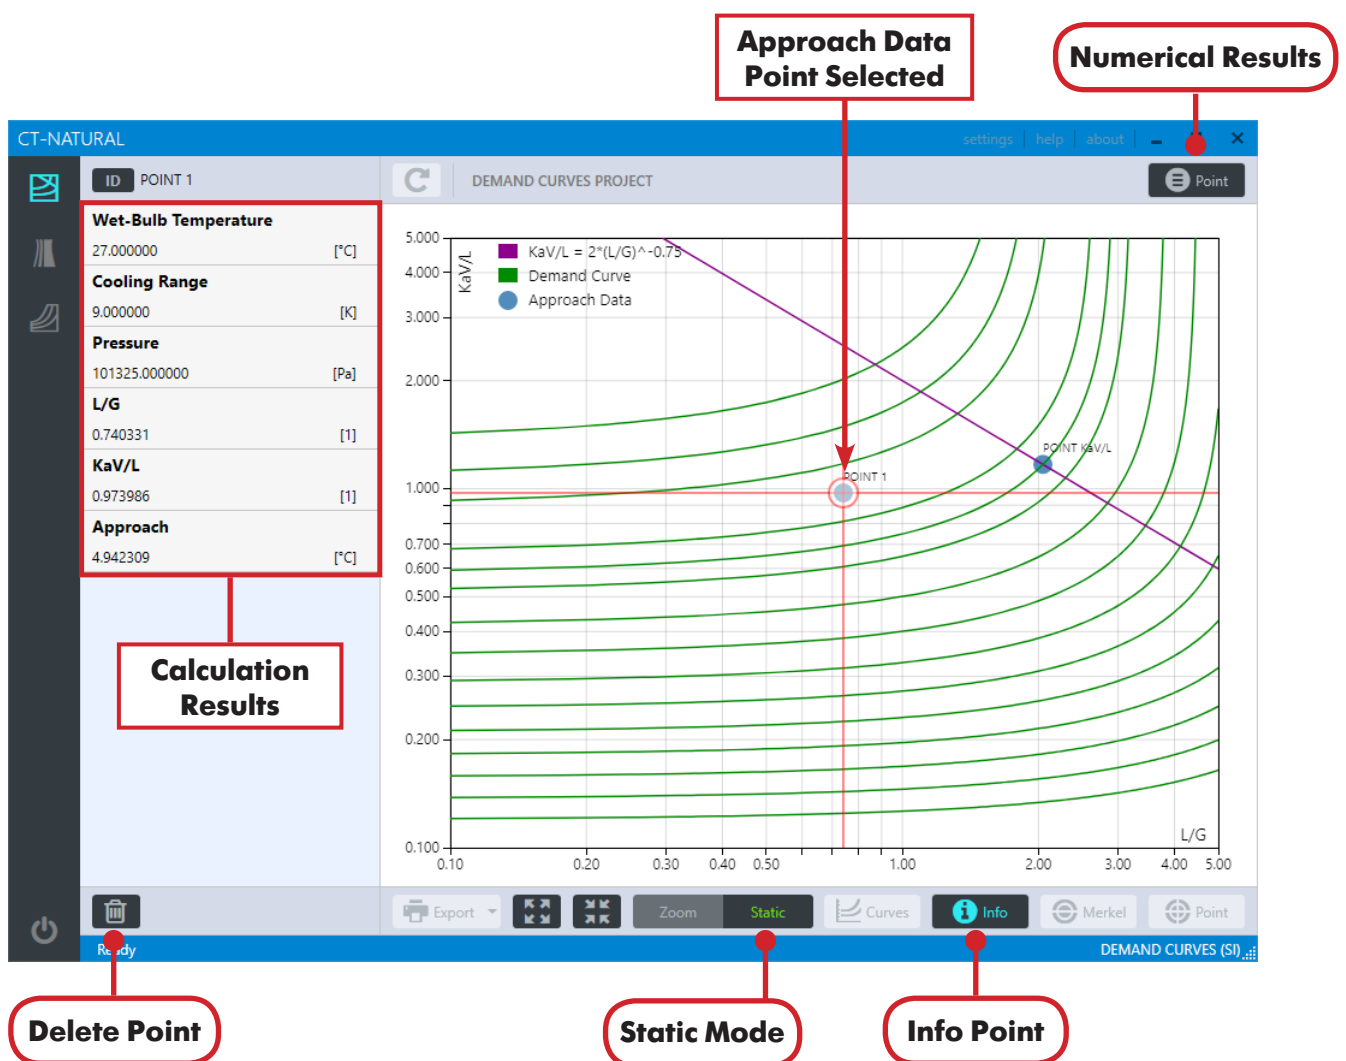 Approach Data
Point Selected
Numerical Results
CT-NATURAL
settings
help
about
ID
POINT 1
DEMAND CURVES PROJECT
Point
Wet-Bulb Temperature
27.000000 [°C]
Cooling Range
9.000000 [K]
Pressure
101325.000000 [Pa]
L/G
0.740331 [1]
KaV/L
0.973986 [1]
Approach
4.942309 [°C]
Calculation
Results
KaV/L
KaV/L = 2*(L/G)^-0.75
Demand Curve
Approach Data
5.000
4.000
3.000
2.000
1.000
0.700
0.600
0.500
0.400
0.300
0.200
0.100
POINT KaV/L
POINT 1
L/G
0.10 0.20 0.30 0.40 0.50 1.00 2.00 3.00 4.00 5.00
Export
Zoom
Static
Curves
Info
Merkel
Point
Ready
DEMAND CURVES (SI)
Delete Point
Static Mode
Info Point